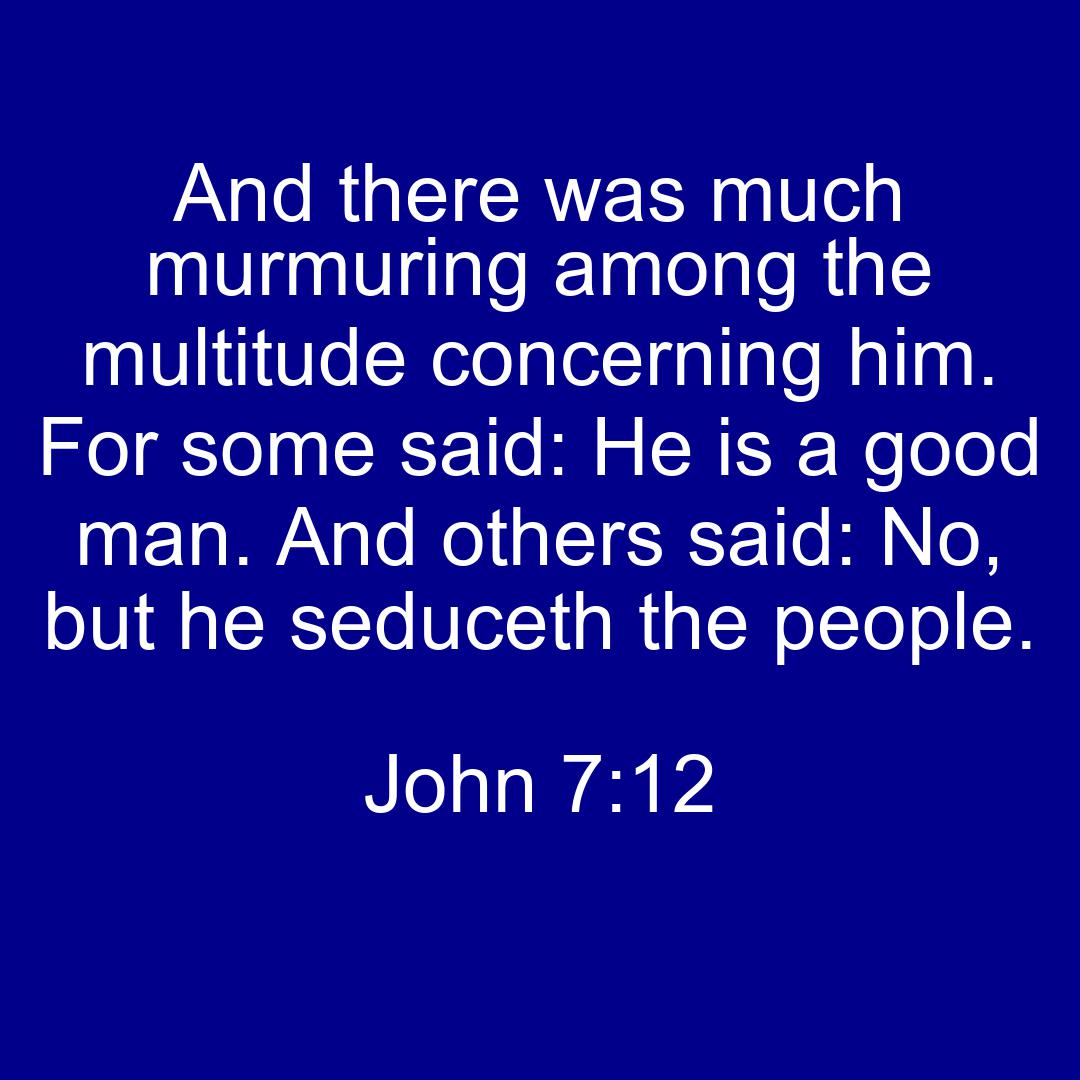 And there was much
murmuring among the
multitude concerning him.
For some said: He is a good
man. And others said: No,
but he seduceth the people.
John 7:12